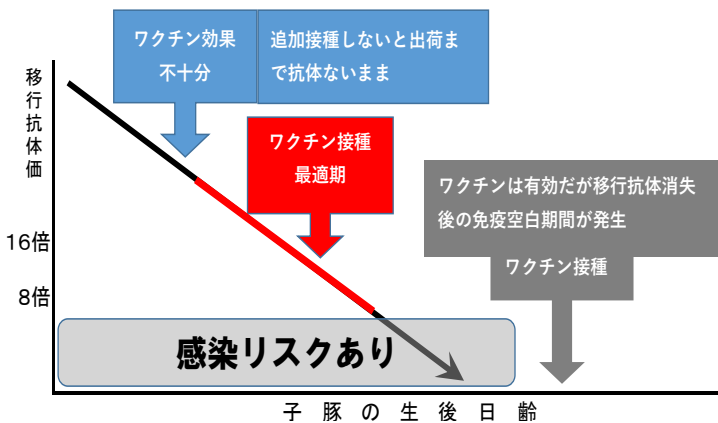 ワクチン効果
不十分
追加接種しないと出荷ま
で抗体ないまま
移行抗体価
ワクチン接種
最適期
ワクチンは有効だが移行抗体消失
後の免疫空白期間が発生
ワクチン接種
16倍
8倍
感染リスクあり
子豚の生後日齢